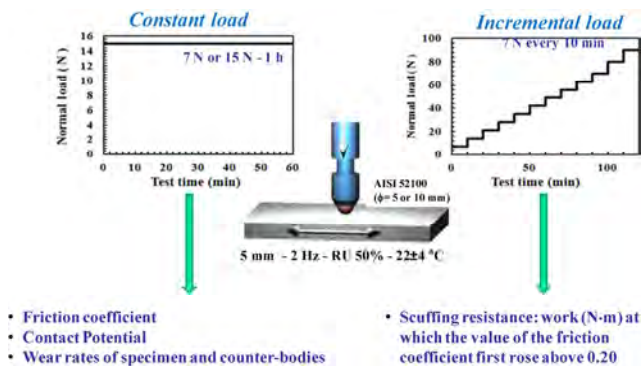 Constant load
Incremental load
16
14
12
10
8
6
4
2
0
Normal load (N)
7 N or 15 N - 1 h
0 10 20 30 40 50 60
Test time (min)
100
80
60
40
20
0
Normal load (N)
7 N every 10 min
50 100
Test time (min)
AISI 52100
(ϕ= 5 or 10 mm)
5 mm - 2 Hz - RU 50% - 22±4 °C
• Friction coefficient
• Contact Potential
• Wear rates of specimen and counter-bodies
• Scuffing resistance: work (N-m) at
which the value of the friction
coefficient first rose above 0.20